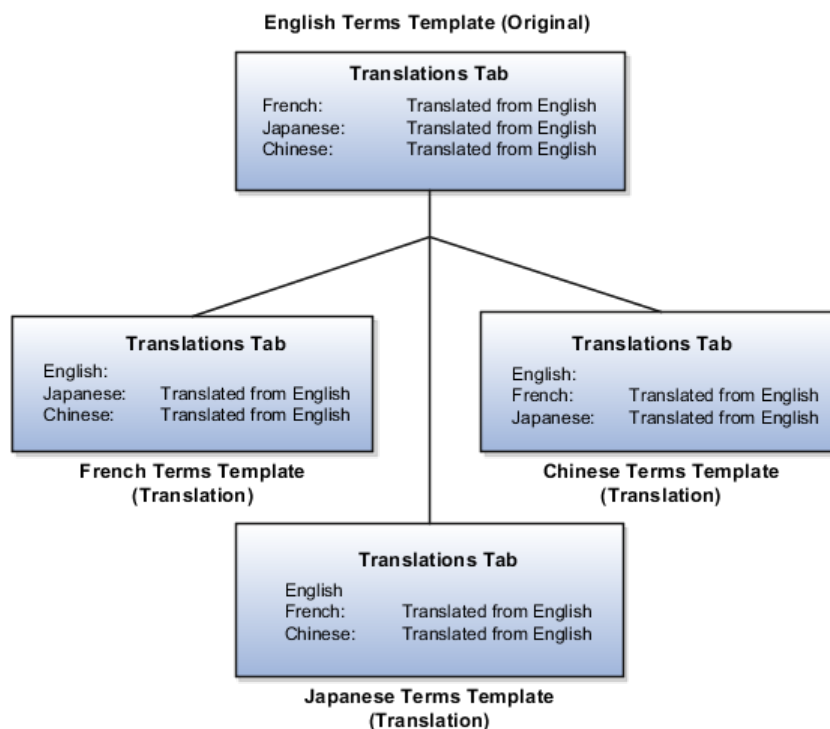 English Terms Template (Original)
Translations Tab
French: Translated from English
Japanese: Translated from English
Chinese: Translated from English
Translations Tab
English:
Japanese: Translated from English
Chinese: Translated from English
French Terms Template
(Translation)
Translations Tab
English:
French: Translated from English
Japanese: Translated from English
Chinese Terms Template
(Translation)
Translations Tab
English
French: Translated from English
Chinese: Translated from English
Japanese Terms Template
(Translation)